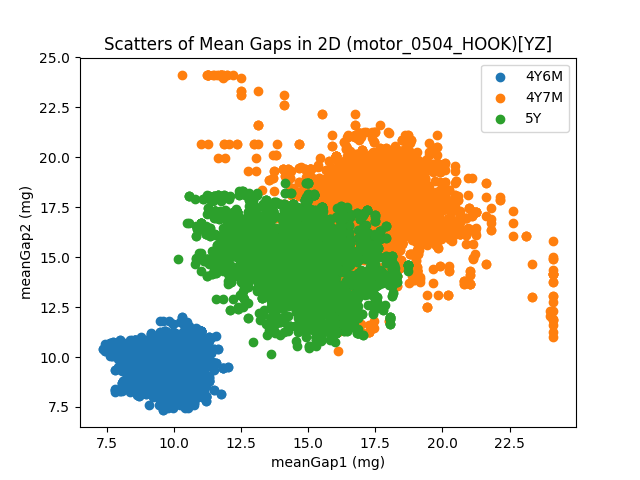 Scatters of Mean Gaps in 2D (motor_0504_HOOK)[YZ]
25.0
22.5
20.0
17.5
15.0
12.5
10.0
7.5
meanGap2 (mg)
4Y6M
4Y7M
5Y
7.5 10.0 12.5 15.0 17.5 20.0 22.5
meanGap1 (mg)